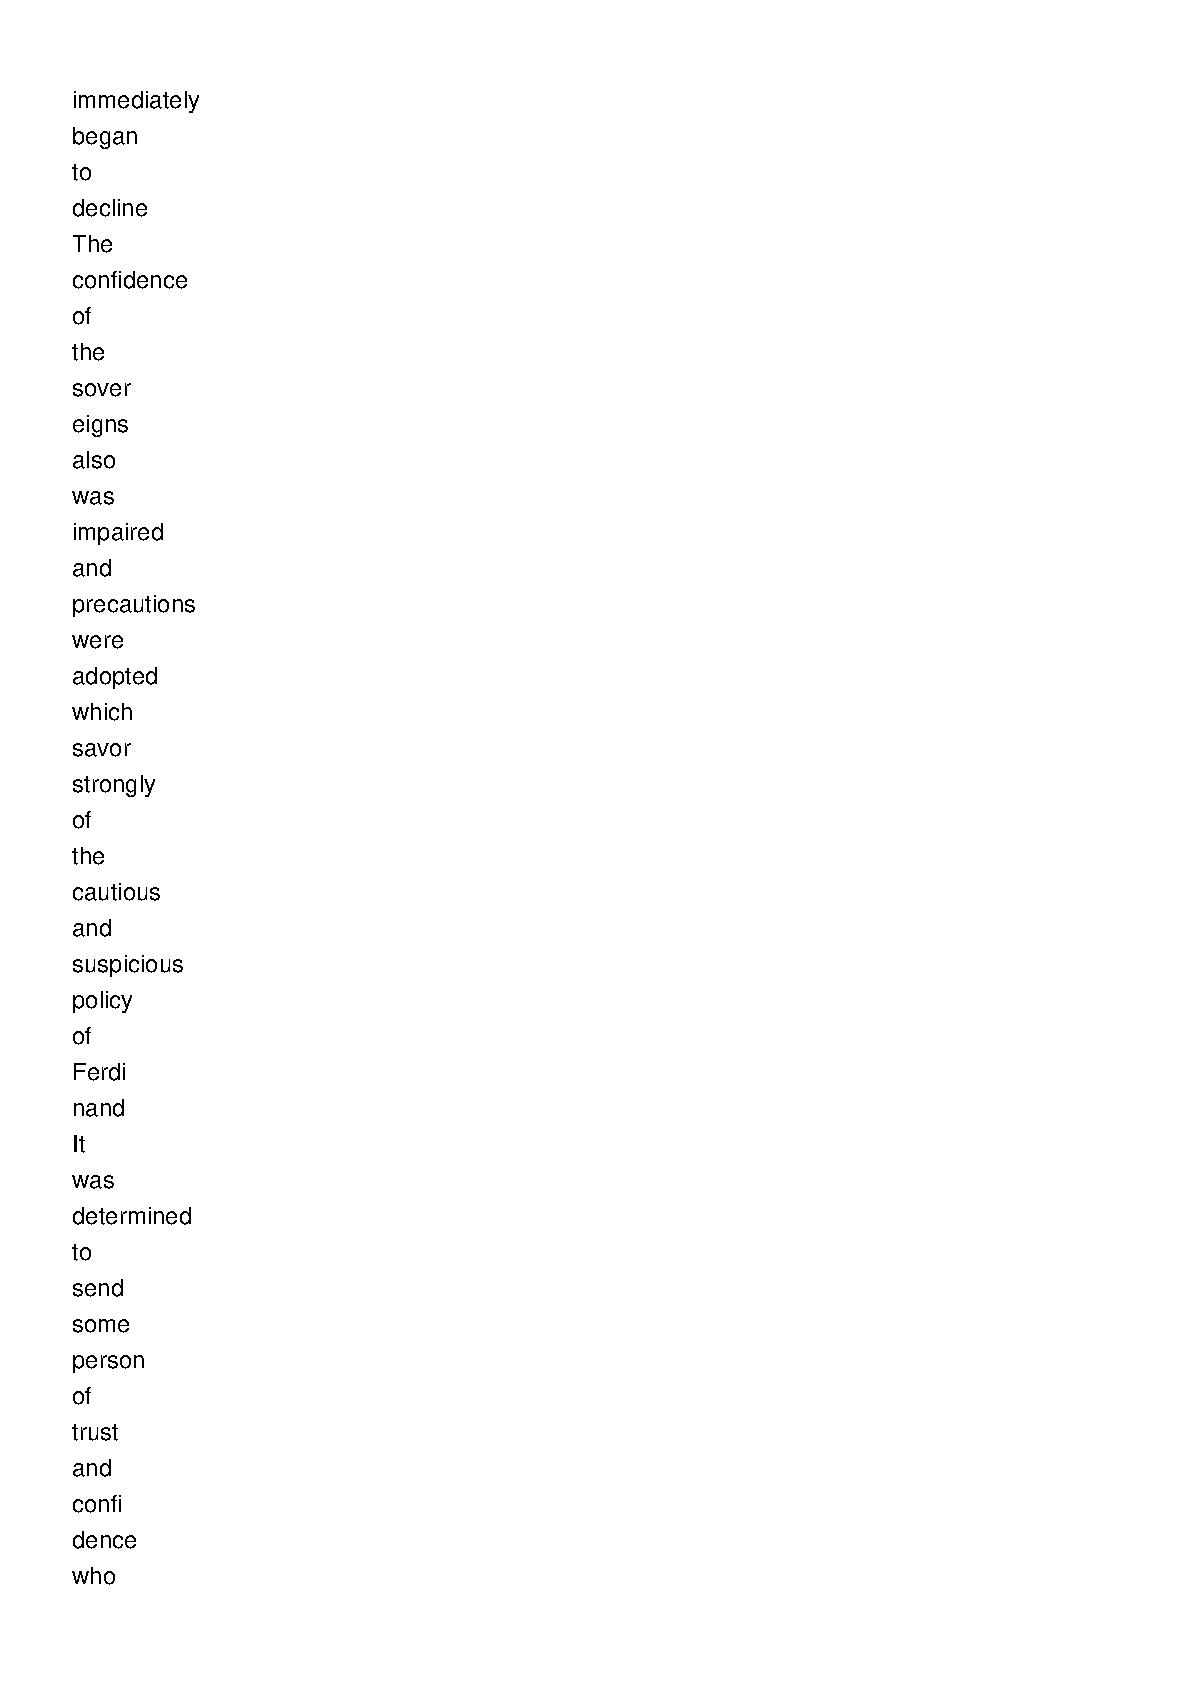 immediately
began
to
decline
The
confidence
of
the
sover
eigns
also
was
impaired
and
precautions
were
adopted
which
savor
strongly
of
the
cautious
and
suspicious
policy
of
Ferdi
nand
It
was
determined
to
send
some
person
of
trust
and
confi
dence
who